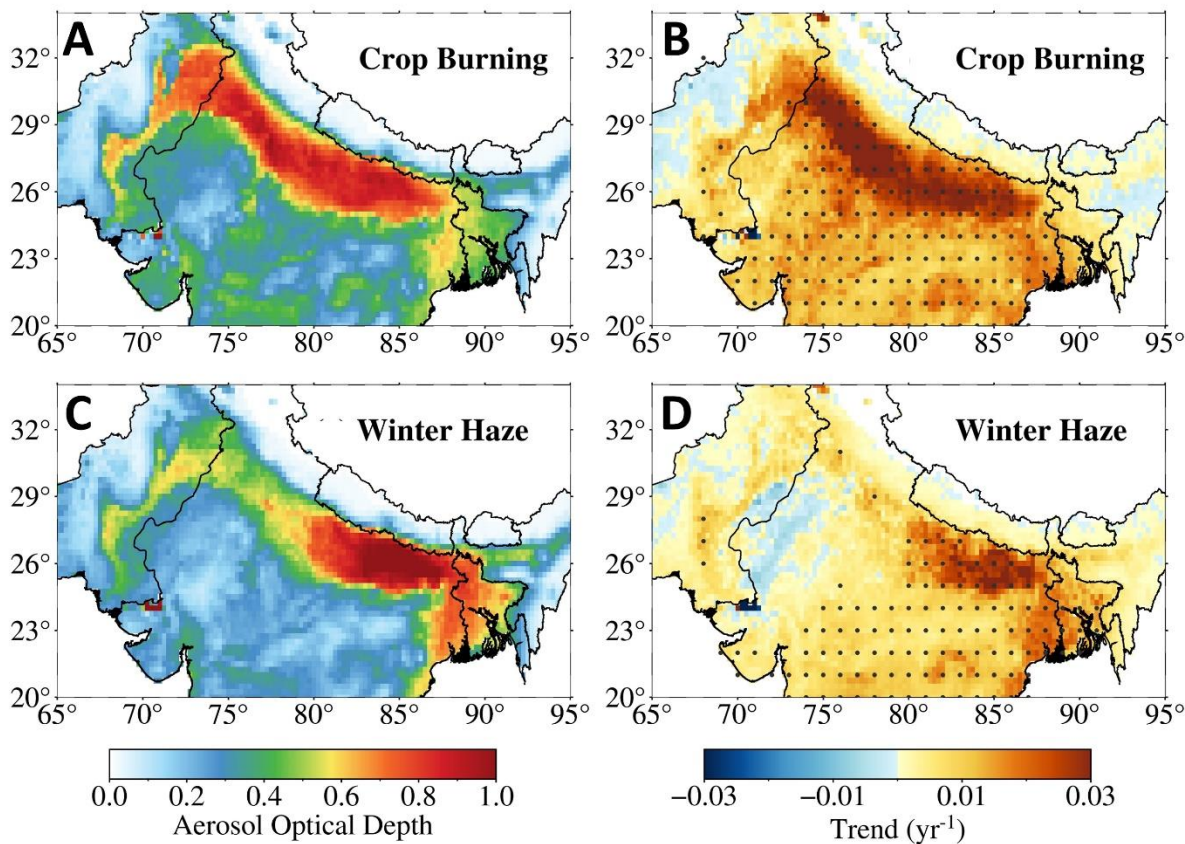 A
Crop Burning
32°
29°
26°
23°
20°
65° 70° 75° 80° 85° 90° 95°
B
Crop Burning
32°
29°
26°
23°
20°
65° 70° 75° 80° 85° 90° 95°
C
Winter Haze
32°
29°
26°
23°
20°
65° 70° 75° 80° 85° 90° 95°
D
Winter Haze
32°
29°
26°
23°
20°
65° 70° 75° 80° 85° 90° 95°
0.0 0.2 0.4 0.6 0.8 1.0
Aerosol Optical Depth
−0.03 −0.01 0.01 0.03
Trend (yr⁻¹)